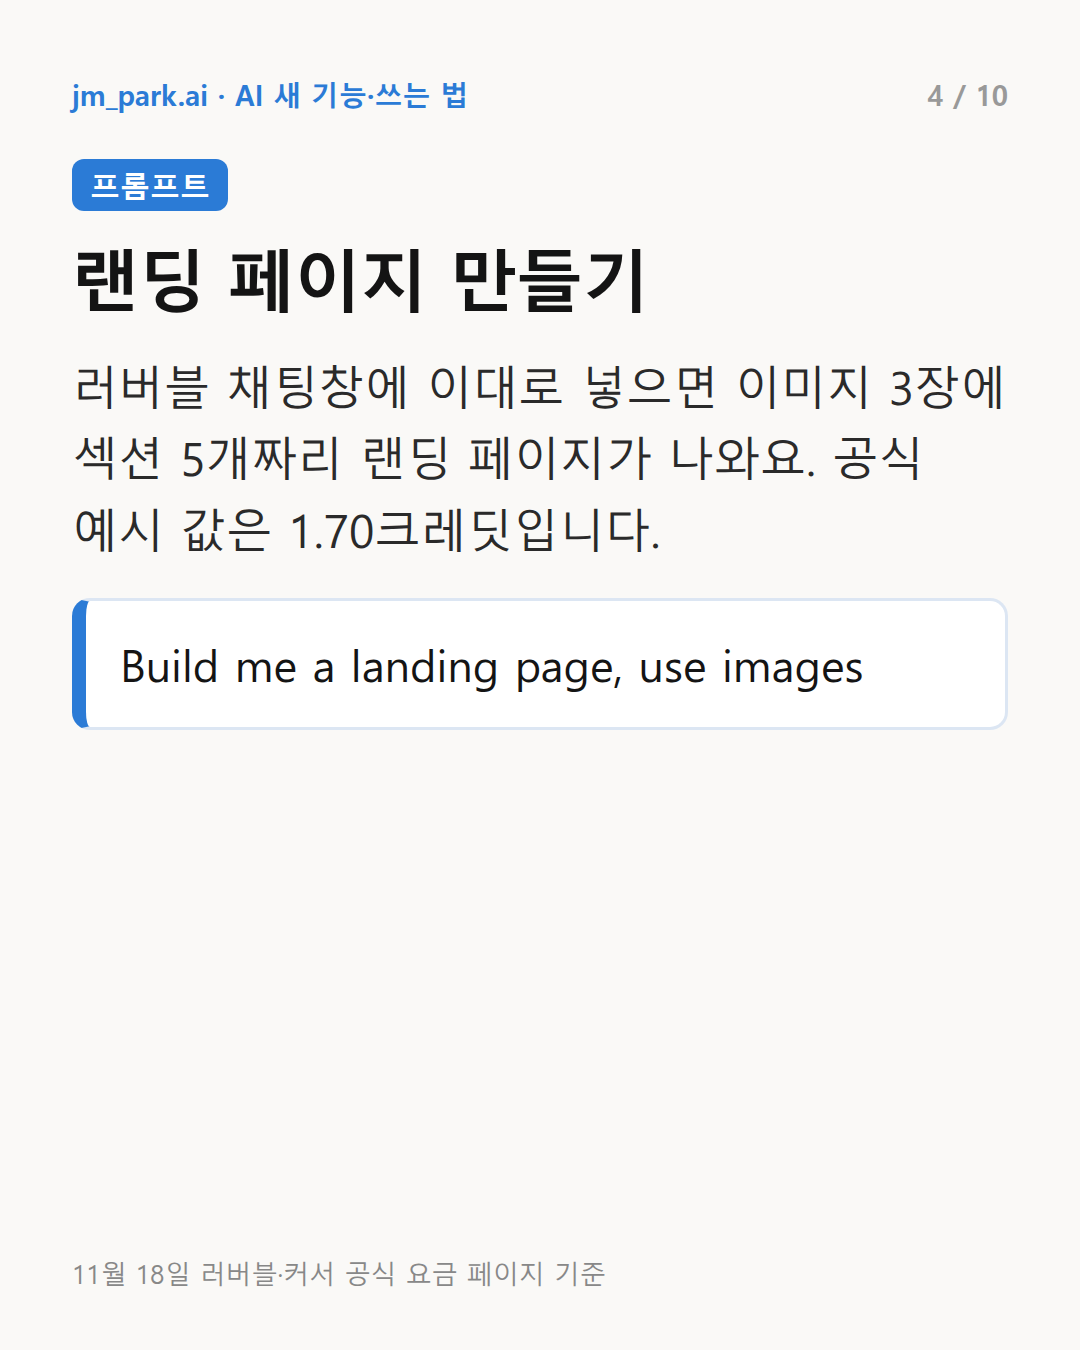 jm_park.ai · AI 새 기능·쓰는 법
4 / 10
프롬프트
랜딩 페이지 만들기
러버블 채팅창에 이대로 넣으면 이미지 3장에
섹션 5개짜리 랜딩 페이지가 나와요. 공식
예시 값은 1.70크레딧입니다.
Build me a landing page, use images
11월 18일 러버블·커서 공식 요금 페이지 기준